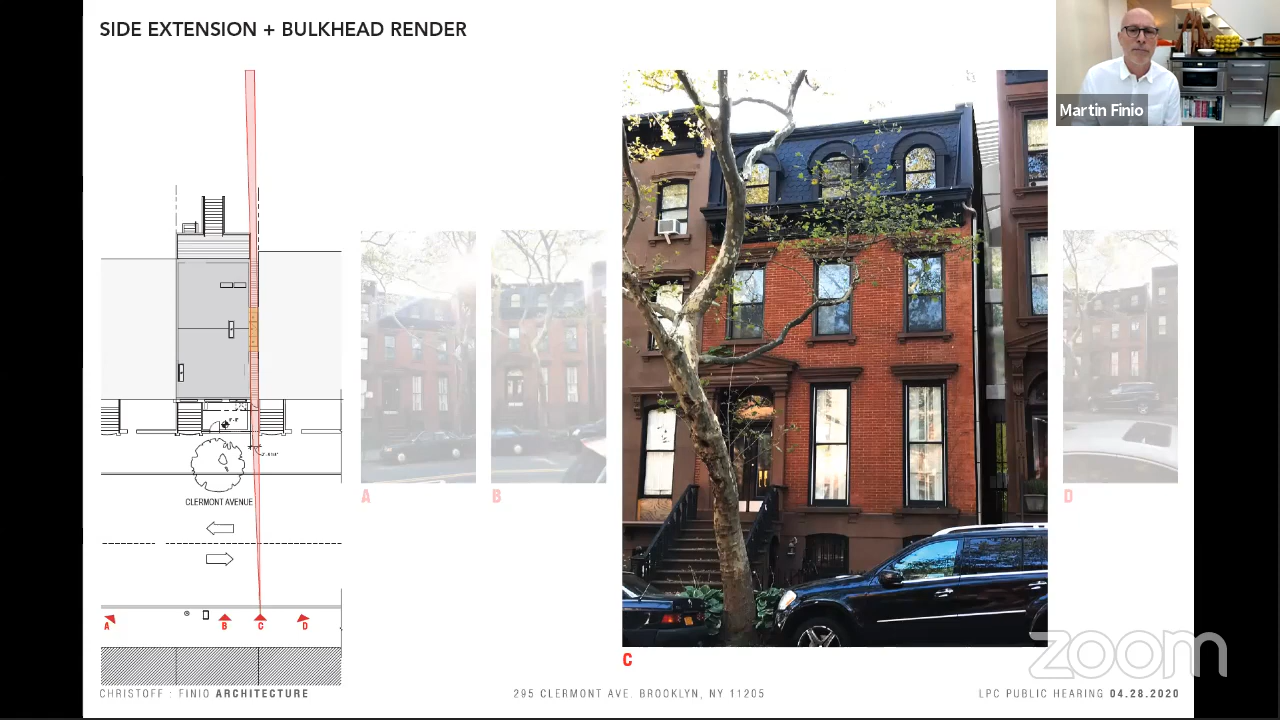 SIDE EXTENSION + BULKHEAD RENDER
Martin Finio
CLERMONT AVENUE
A
B
C
D
A
B
C
D
CHRISTOFF : FINIO ARCHITECTURE
295 CLERMONT AVE. BROOKLYN, NY 11205
LPC PUBLIC HEARING 04.28.2020
zoom